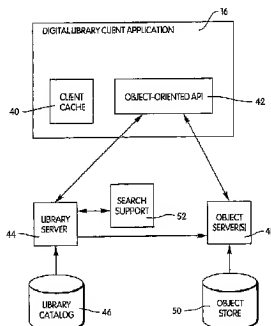 DIGITAL LIBRARY CLIENT APPLICATION
16
CLIENT
CACHE
40
OBJECT-ORIENTED API
42
LIBRARY
SERVER
44
SEARCH
SUPPORT
52
OBJECT
SERVER(S)
LIBRARY
CATALOG
46
50
OBJECT
STORE